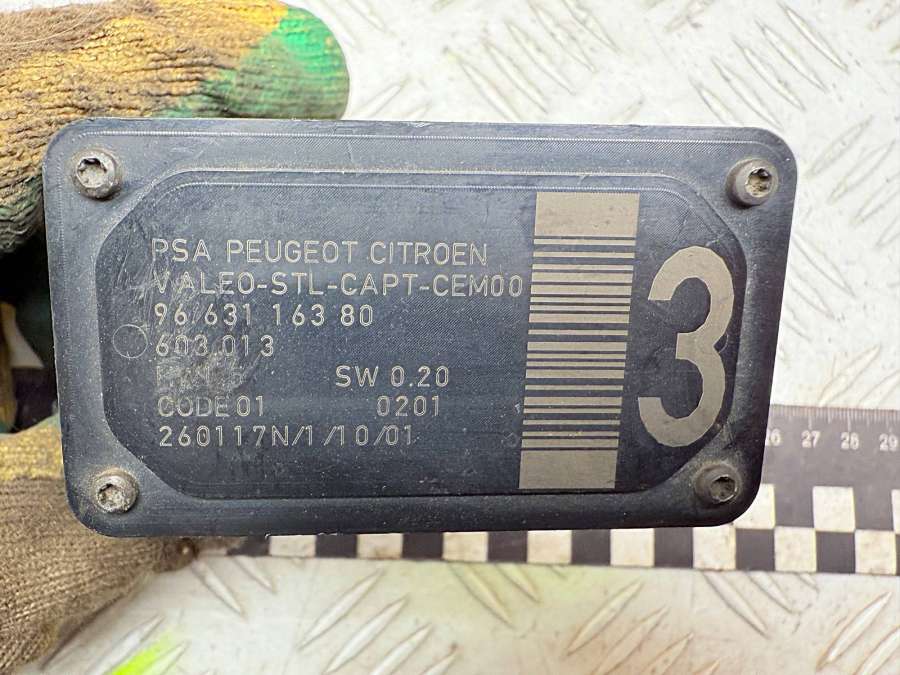 PSA PEUGEOT CITROEN
VALEO-STL-CAPT-CEM00
96 631 163 80
603.013
SW 0.20
CODE 01 0201
260117N/1/10/01
3
26 27 28 29